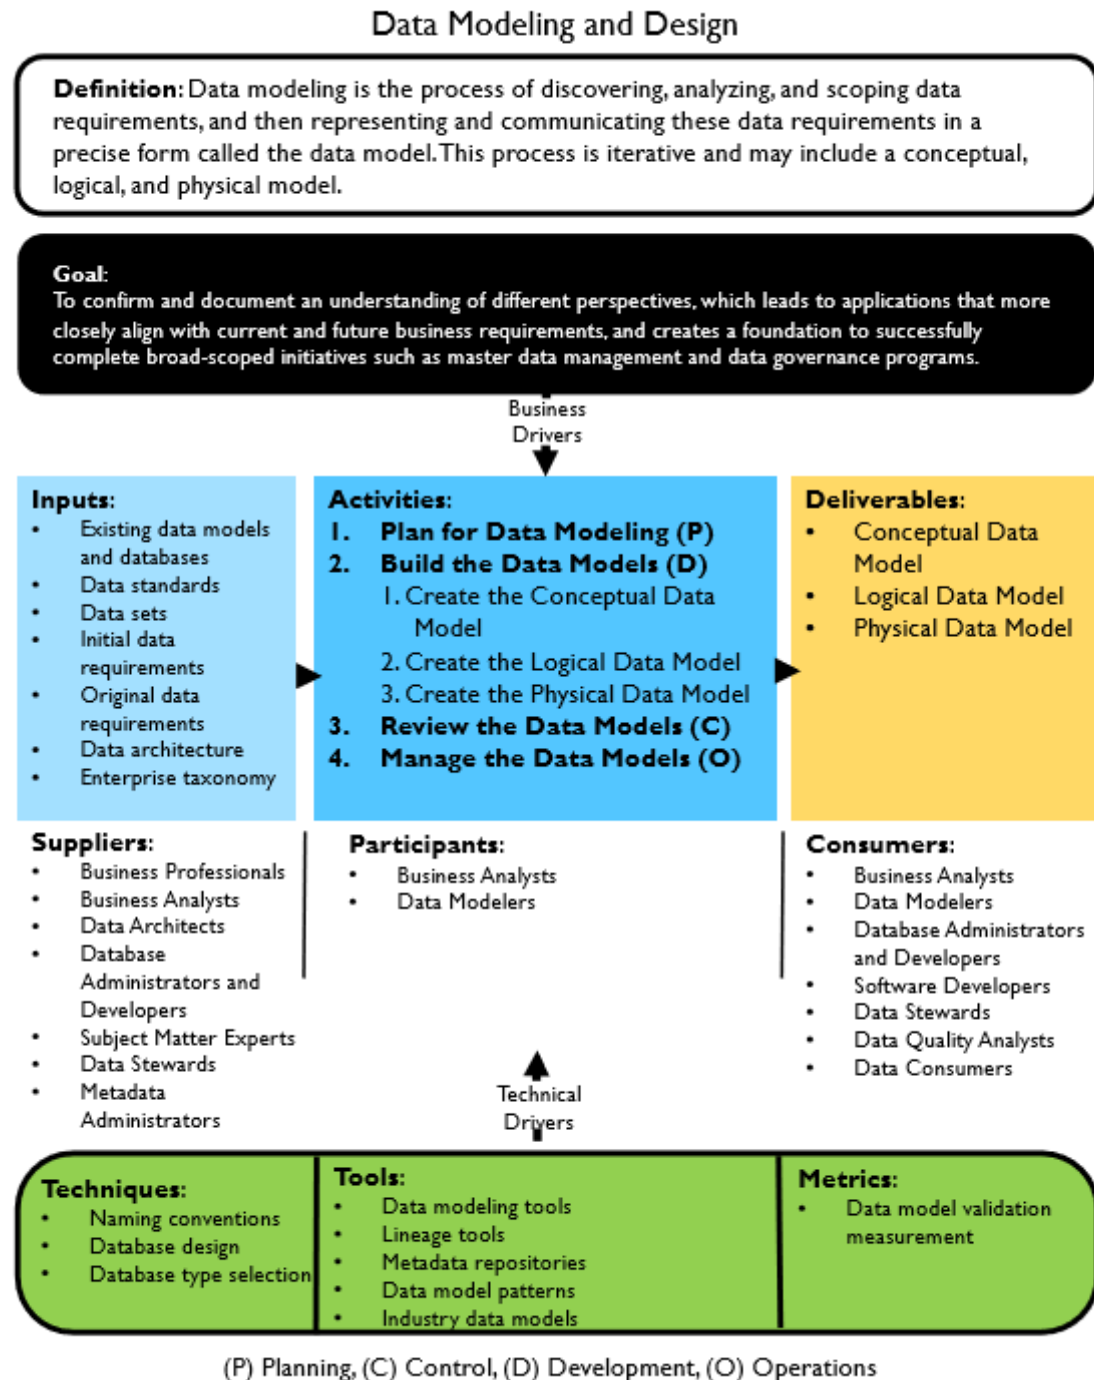 Data Modeling and Design
Definition: Data modeling is the process of discovering, analyzing, and scoping data
requirements, and then representing and communicating these data requirements in a
precise form called the data model. This process is iterative and may include a conceptual,
logical, and physical model.
Goal:
To confirm and document an understanding of different perspectives, which leads to applications that more
closely align with current and future business requirements, and creates a foundation to successfully
complete broad-scoped initiatives such as master data management and data governance programs.
Business
Drivers
Inputs:
• Existing data models
and databases
• Data standards
• Data sets
• Initial data
requirements
• Original data
requirements
• Data architecture
• Enterprise taxonomy
Activities:
1. Plan for Data Modeling (P)
2. Build the Data Models (D)
1. Create the Conceptual Data
Model
2. Create the Logical Data Model
3. Create the Physical Data Model
3. Review the Data Models (C)
4. Manage the Data Models (O)
Deliverables:
• Conceptual Data
Model
• Logical Data Model
• Physical Data Model
Suppliers:
• Business Professionals
• Business Analysts
• Data Architects
• Database
Administrators and
Developers
• Subject Matter Experts
• Data Stewards
• Metadata
Administrators
Participants:
• Business Analysts
• Data Modelers
Consumers:
• Business Analysts
• Data Modelers
• Database Administrators
and Developers
• Software Developers
• Data Stewards
• Data Quality Analysts
• Data Consumers
Technical
Drivers
Techniques:
• Naming conventions
• Database design
• Database type selection
Tools:
• Data modeling tools
• Lineage tools
• Metadata repositories
• Data model patterns
• Industry data models
Metrics:
• Data model validation
measurement
(P) Planning, (C) Control, (D) Development, (O) Operations